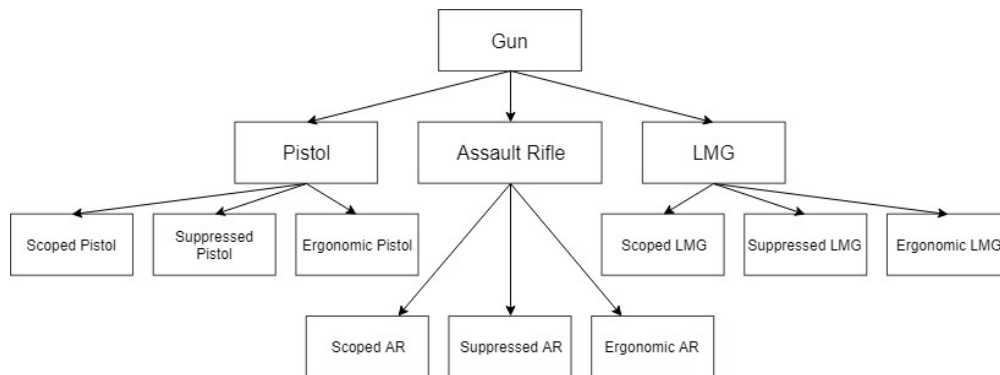 Gun
Pistol
Assault Rifle
LMG
Scoped Pistol
Suppressed
Pistol
Ergonomic Pistol
Scoped LMG
Suppressed LMG
Ergonomic LMG
Scoped AR
Suppressed AR
Ergonomic AR